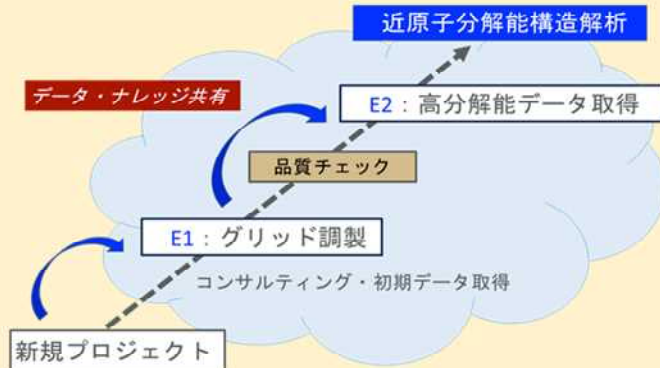 近原子分解能構造解析
データ・ナレッジ共有
E2：高分解能データ取得
品質チェック
E1：グリッド調製
コンサルティング・初期データ取得
新規プロジェクト